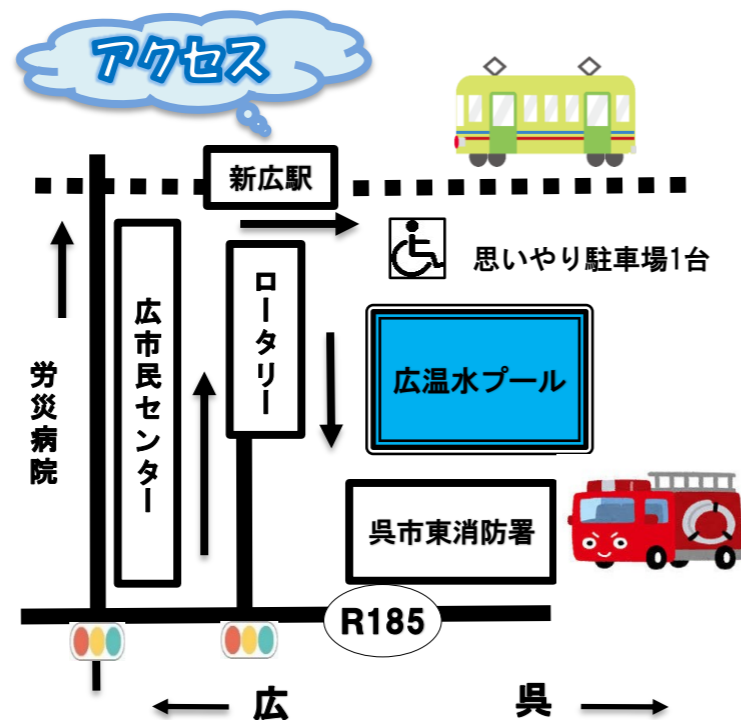 アクセス
新広駅
思いやり駐車場1台
ロータリー
広市民センター
労災病院
広温水プール
呉市東消防署
R185
広
呉